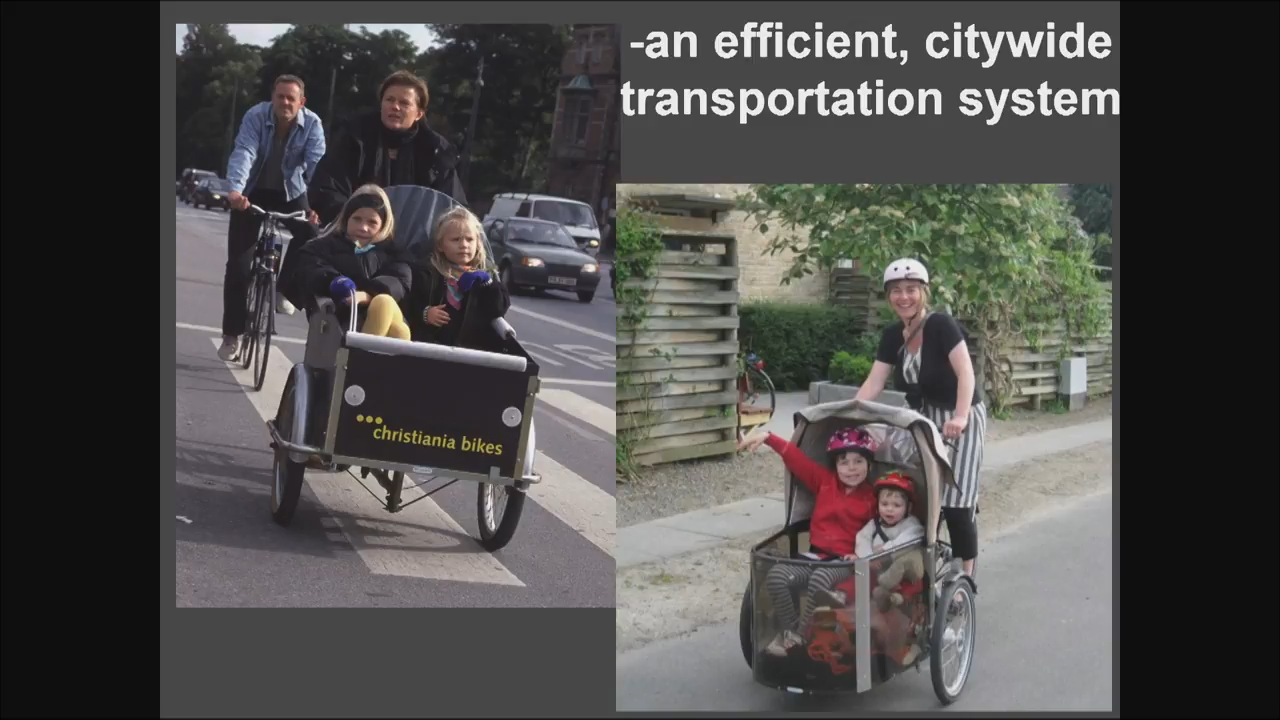 -an efficient, citywide
transportation system
christiania bikes